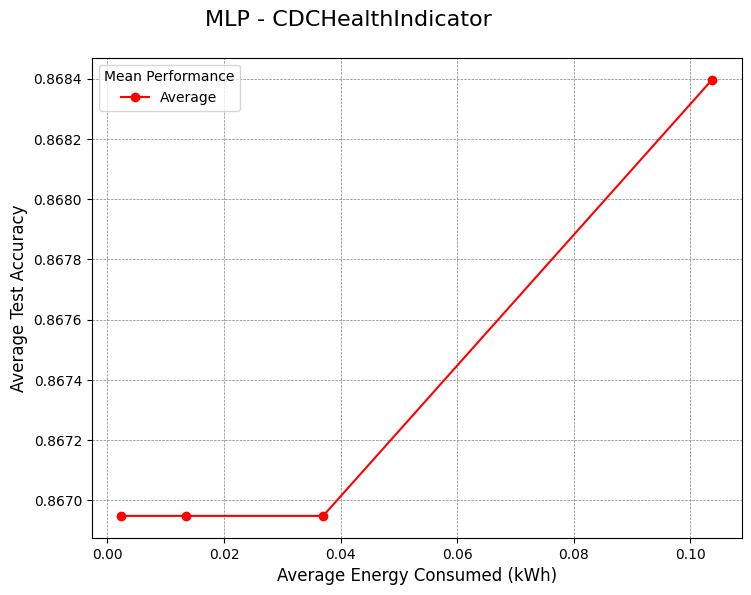 MLP - CDCHealthIndicator
Mean Performance
Average
0.8684
0.8682
0.8680
0.8678
0.8676
0.8674
0.8672
0.8670
Average Test Accuracy
0.00 0.02 0.04 0.06 0.08 0.10
Average Energy Consumed (kWh)